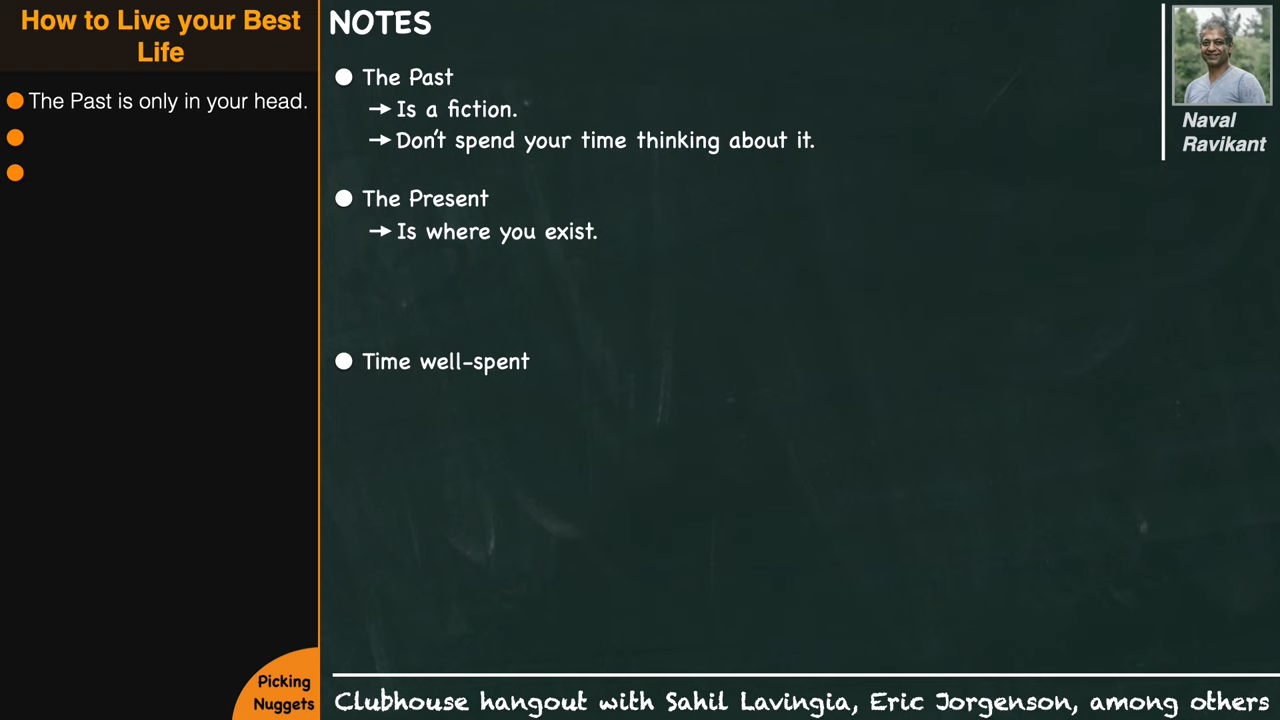 How to Live your Best
Life
The Past is only in your head.
Picking
Nuggets
NOTES
The Past
→ Is a fiction.
→ Don't spend your time thinking about it.
The Present
→ Is where you exist.
Time well-spent
Naval
Ravikant
Clubhouse hangout with Sahil Lavingia, Eric Jorgenson, among others